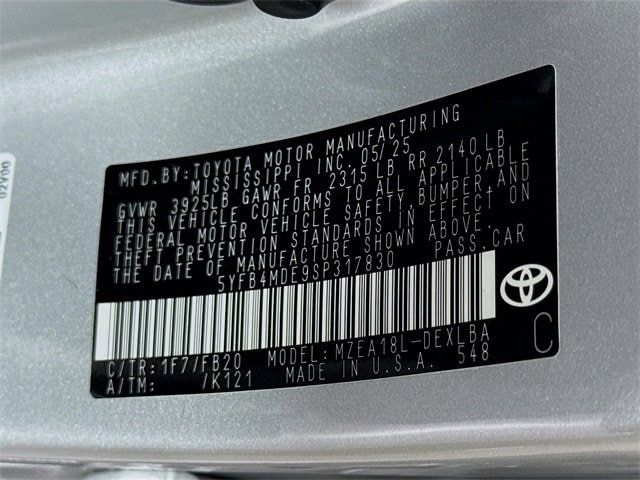 MFD.BY:TOYOTA MOTOR MANUFACTURING
MISSISSIPPI INC. 05/25
GVWR 3925LB GAWR FR 2315 LB RR 2140 LB
THIS VEHICLE CONFORMS TO ALL APPLICABLE
FEDERAL MOTOR VEHICLE SAFETY, BUMPER, AND
THEFT PREVENTION STANDARDS IN EFFECT ON
THE DATE OF MANUFACTURE SHOWN ABOVE.
5YFB4MDE9SP317830 PASS.CAR
C/TR:1F7/FB20 MODEL:MZEA18L-DEXLBA
A/TM: /K121 MADE IN U.S.A. 548
C
02V00